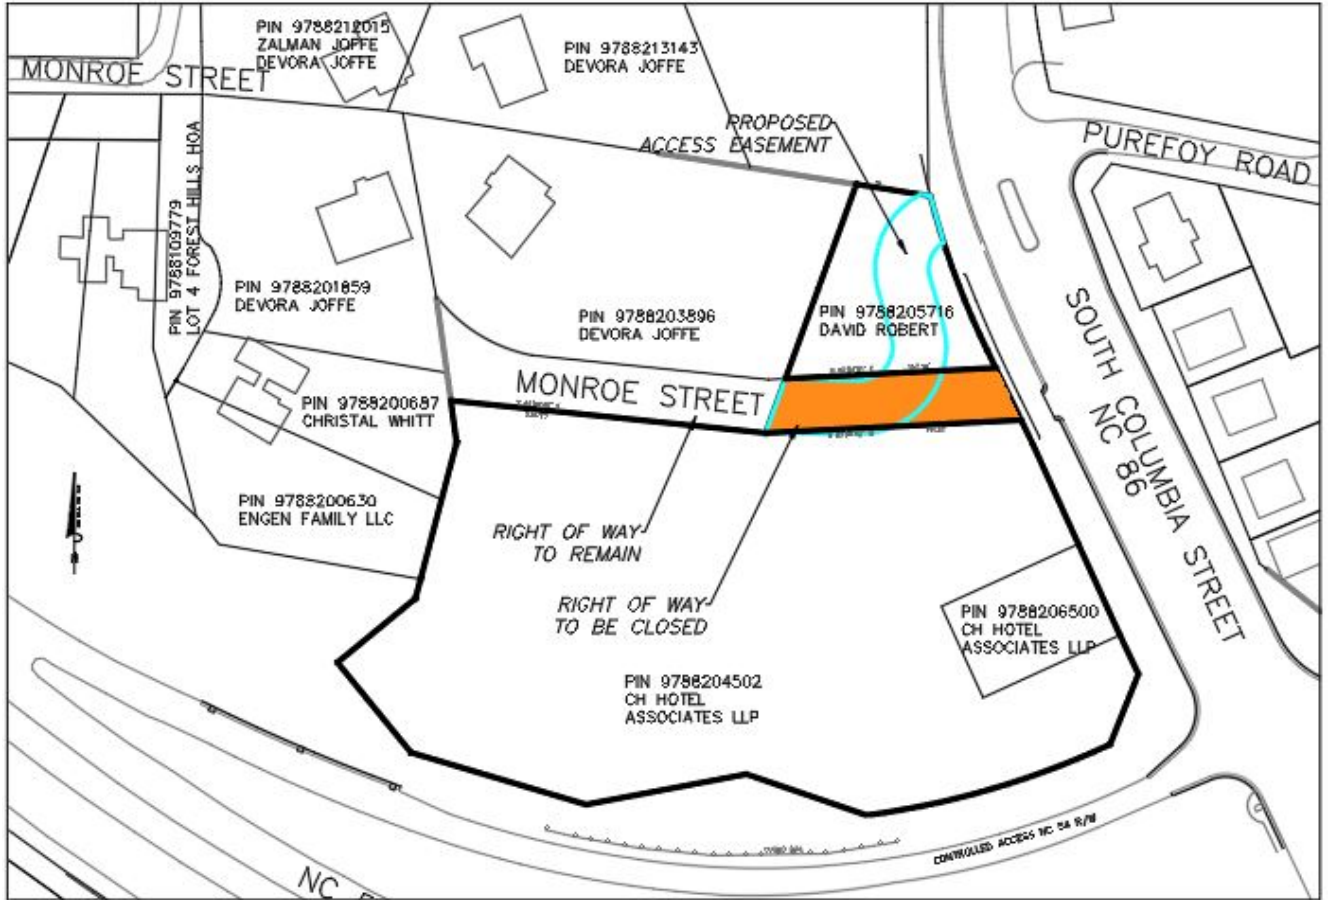 PIN 9788212015
ZALMAN JOFFE
DEVORA JOFFE
PIN 9788213143
DEVORA JOFFE
MONROE STREET
PROPOSED
ACCESS EASEMENT
PUREFOY ROAD
PIN 9788109779
LOT 4 FOREST HILLS HOA
PIN 9788201859
DEVORA JOFFE
PIN 9788203896
DEVORA JOFFE
PIN 9788205716
DAVID ROBERT
MONROE STREET
SOUTH COLUMBIA STREET
NC 86
PIN 9788200687
CHRISTAL WHITT
PIN 9788200630
ENGEN FAMILY LLC
RIGHT OF WAY
TO REMAIN
RIGHT OF WAY
TO BE CLOSED
PIN 9788206500
CH HOTEL
ASSOCIATES LLP
PIN 9788204502
CH HOTEL
ASSOCIATES LLP
CONTROLLED ACCESS NC 54 R/W
NC